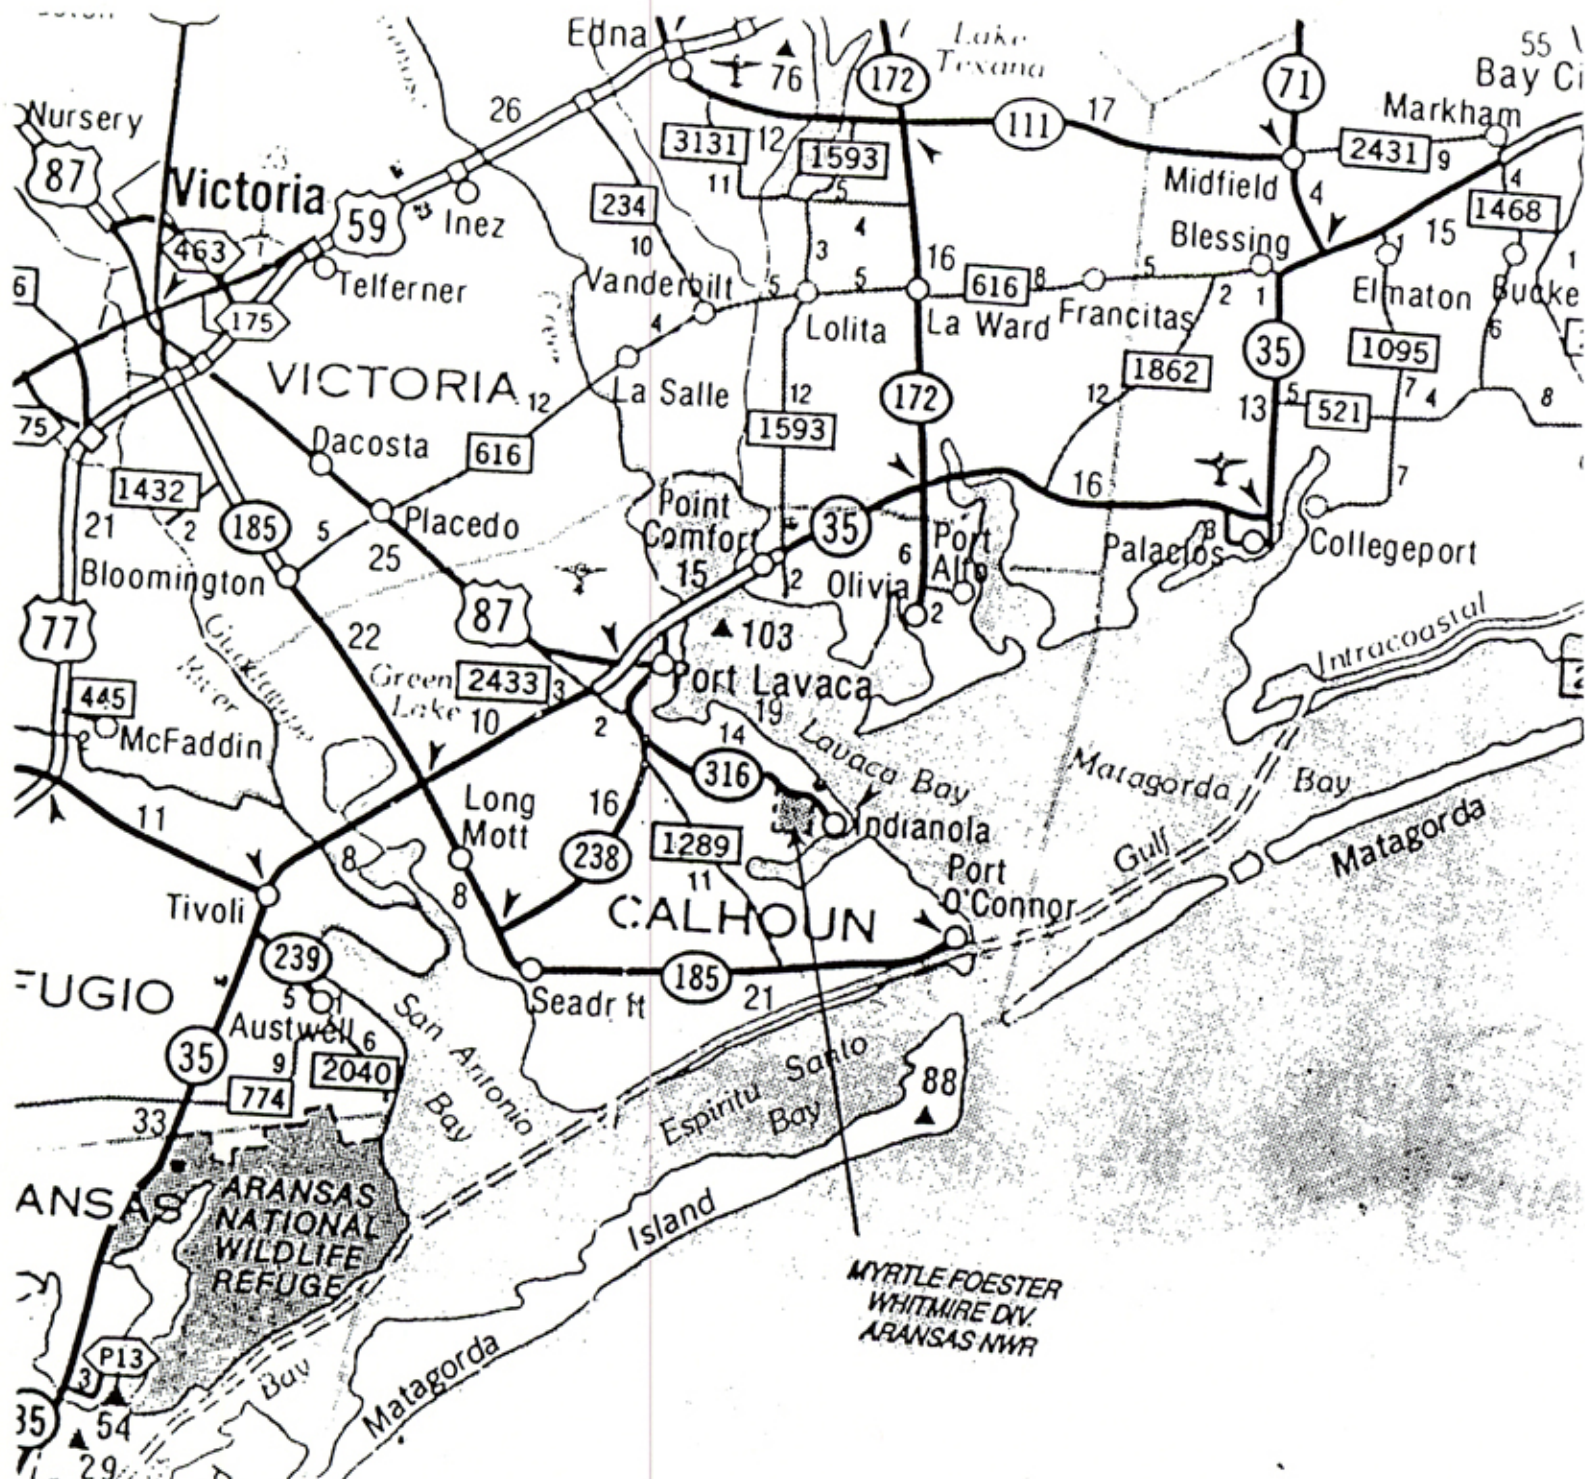 Edna
76
172
Lake
Texana
71
55
Bay Ci
Markham
Nursery
26
17
111
3131
12
1593
2431
9
87
Victoria
59
Inez
234
11
5
4
Midfield
4
4
1468
463
10
3
16
Blessing
15
1
6
Telferner
Vanderbilt
5
5
616
8
5
2
1
Elmaton
Bucke
175
4
Lolita
La Ward
Francitas
6
VICTORIA
12
La Salle
12
172
1862
35
1095
75
Dacosta
616
1593
12
13
5
521
7
4
8
1432
21
2
185
5
Placedo
25
Point
Comfort
35
16
7
Bloomington
15
2
6
Port
Alto
Olivia
2
3
Palacios
Collegeport
77
22
87
103
Guadalupe
River
Green
Lake
2433
3
Port Lavaca
Intracoastal
445
McFaddin
2
10
2
19
14
316
Lavaca Bay
Matagorda
Bay
11
Long
Mott
16
238
1289
Indianola
Gulf
Matagorda
8
8
11
Port
O'Connor
Tivoli
CALHOUN
239
FUGIO
5
1
Seadr ft
185
21
Austwell
6
San Antonio
Bay
35
9
2040
774
Espiritu Santo
Bay
88
33
ANSAS
ARANSAS
NATIONAL
WILDLIFE
REFUGE
Island
MYRTLE FOESTER
WHITMIRE DIV.
ARANSAS NWR
P13
3
Bay
Matagorda
35
54
29